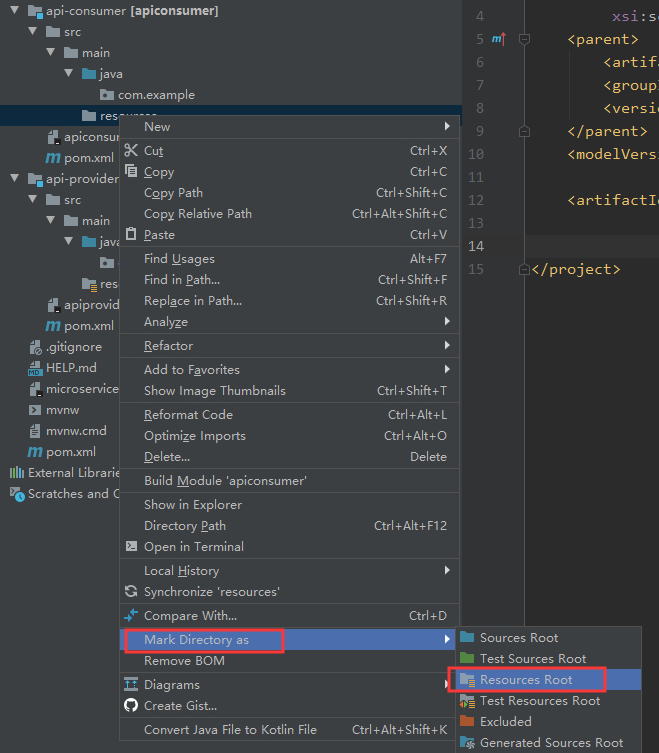 api-consumer [apiconsumer]
src
main
java
com.example
resources
apiconsum
pom.xml
api-provider
src
main
java
res
apiprovid
pom.xml
.gitignore
HELP.md
microservice
mvnw
mvnw.cmd
pom.xml
External Librarie
Scratches and C
New
Cut Ctrl+X
Copy Ctrl+C
Copy Path Ctrl+Shift+C
Copy Relative Path Ctrl+Alt+Shift+C
Paste Ctrl+V
Find Usages Alt+F7
Find in Path... Ctrl+Shift+F
Replace in Path... Ctrl+Shift+R
Analyze
Refactor
Add to Favorites
Show Image Thumbnails Ctrl+Shift+T
Reformat Code Ctrl+Alt+L
Optimize Imports Ctrl+Alt+O
Delete... Delete
Build Module 'apiconsumer'
Show in Explorer
Directory Path Ctrl+Alt+F12
Open in Terminal
Local History
Synchronize 'resources'
Compare With... Ctrl+D
Mark Directory as
Remove BOM
Diagrams
Create Gist...
Convert Java File to Kotlin File Ctrl+Alt+Shift+K
Sources Root
Test Sources Root
Resources Root
Test Resources Root
Excluded
Generated Sources Root
4 xsi:s
5 <parent>
6 <artifa
7 <group
8 <versio
9 </parent>
10 <modelVers
11
12 <artifactI
13
14
15 </project>